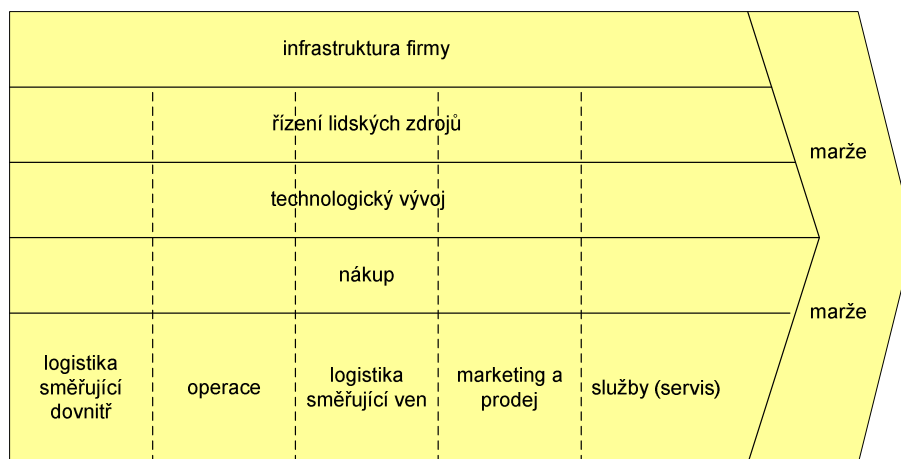 infrastruktura firmy
řízení lidských zdrojů
technologický vývoj
nákup
logistika
směřující
dovnitř
operace
logistika
směřující ven
marketing a
prodej
služby (servis)
marže
marže